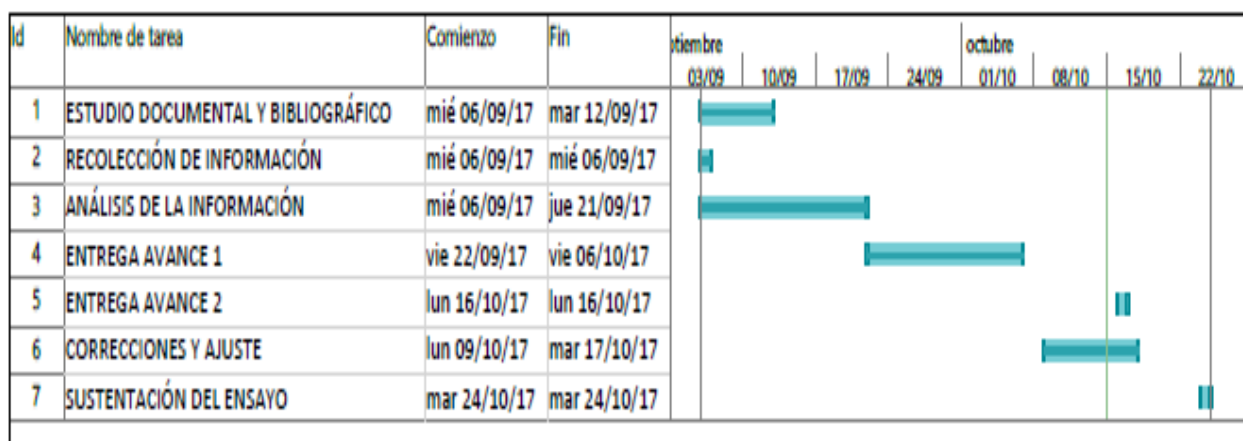 Id Nombre de tarea Comienzo Fin
tiembre octubre
03/09 10/09 17/09 24/09 01/10 08/10 15/10 22/10
1 ESTUDIO DOCUMENTAL Y BIBLIOGRÁFICO mié 06/09/17 mar 12/09/17
2 RECOLECCIÓN DE INFORMACIÓN mié 06/09/17 mié 06/09/17
3 ANÁLISIS DE LA INFORMACIÓN mié 06/09/17 jue 21/09/17
4 ENTREGA AVANCE 1 vie 22/09/17 vie 06/10/17
5 ENTREGA AVANCE 2 lun 16/10/17 lun 16/10/17
6 CORRECCIONES Y AJUSTE lun 09/10/17 mar 17/10/17
7 SUSTENTACIÓN DEL ENSAYO mar 24/10/17 mar 24/10/17